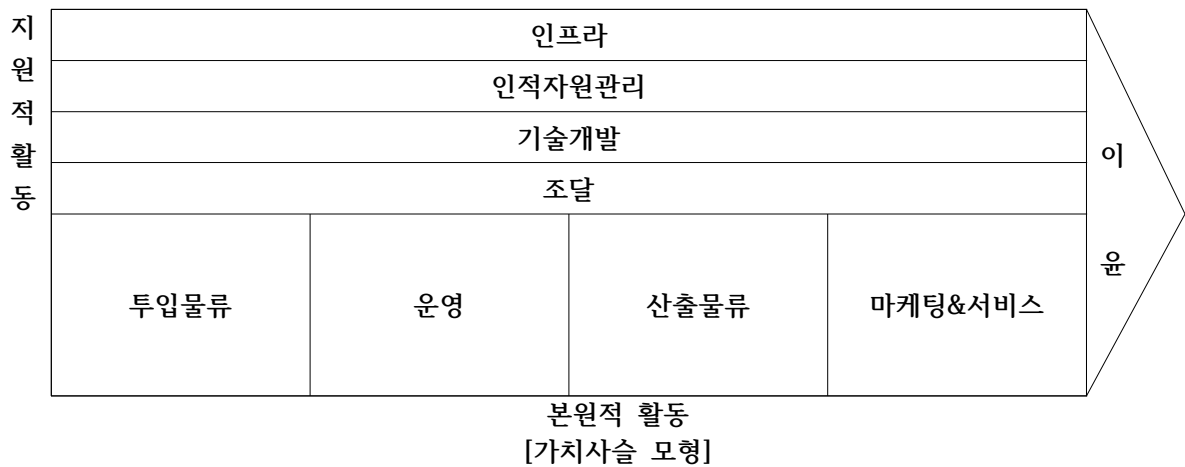 지원적활동
인프라
인적자원관리
기술개발
조달
투입물류
운영
산출물류
마케팅&서비스
이윤
본원적 활동
[가치사슬 모형]